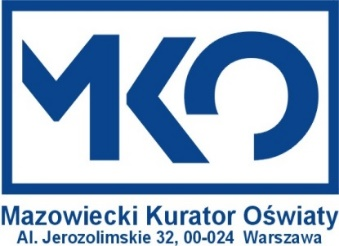 MKO
Mazowiecki Kurator Oświaty
Al. Jerozolimskie 32, 00-024 Warszawa